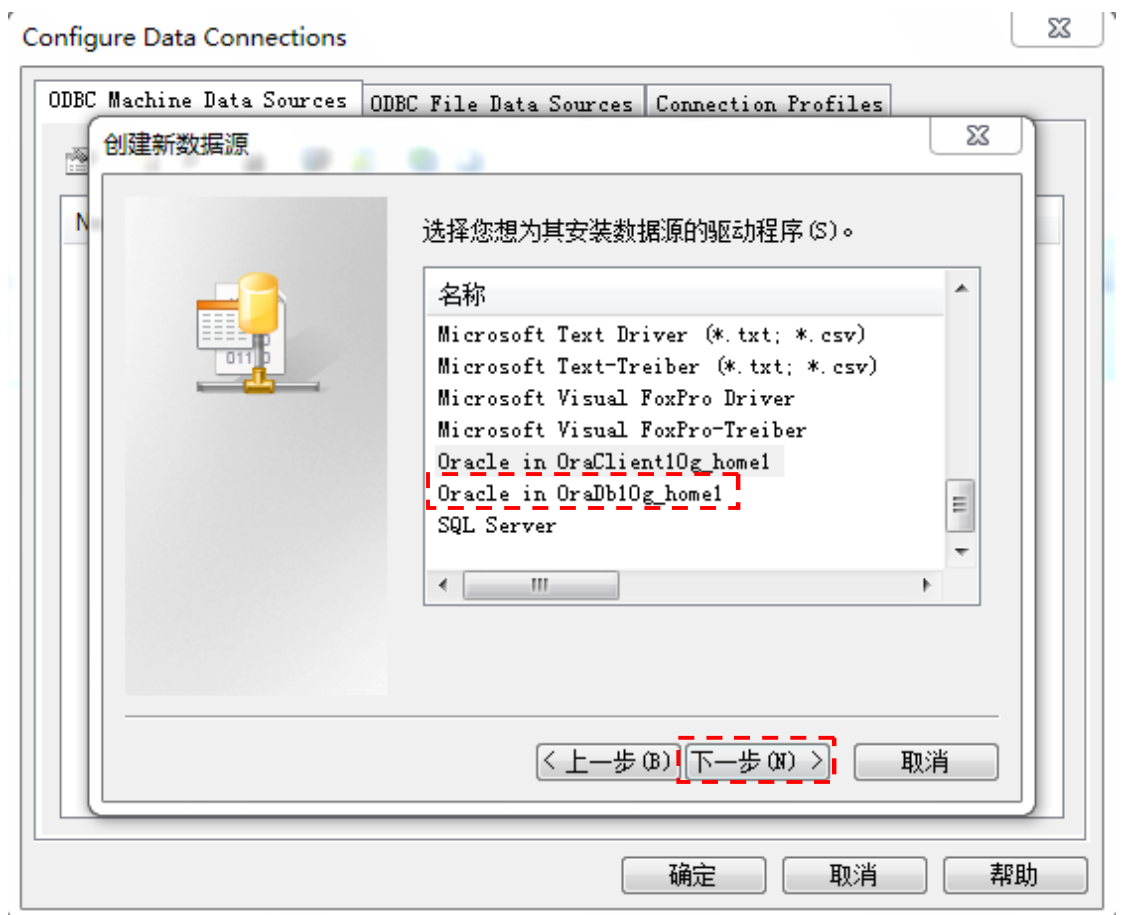 Configure Data Connections
ODBC Machine Data Sources ODBC File Data Sources Connection Profiles
创建新数据源
N
选择您想为其安装数据源的驱动程序(S)。
名称
Microsoft Text Driver (*.txt; *.csv)
Microsoft Text-Treiber (*.txt; *.csv)
Microsoft Visual FoxPro Driver
Microsoft Visual FoxPro-Treiber
Oracle in OraClient10g_home1
Oracle in OraDb10g_home1
SQL Server
01110
< 上一步(B) 下一步(N) > 取消
确定 取消 帮助